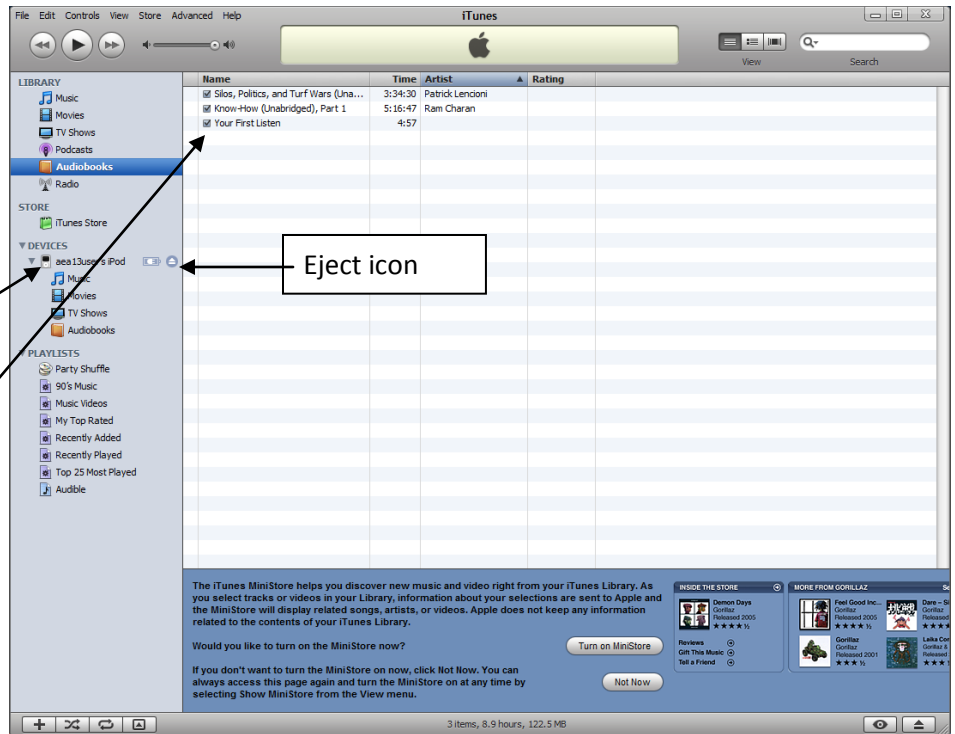 File Edit Controls View Store Advanced Help
iTunes
View
Search
LIBRARY
Music
Movies
TV Shows
Podcasts
Audiobooks
Radio
STORE
iTunes Store
DEVICES
aea13user's iPod
Music
Movies
TV Shows
Audiobooks
PLAYLISTS
Party Shuffle
90's Music
Music Videos
My Top Rated
Recently Added
Recently Played
Top 25 Most Played
Audible
Name Time Artist Rating
Silos, Politics, and Turf Wars (Una... 3:34:30 Patrick Lencioni
Know-How (Unabridged), Part 1 5:16:47 Ram Charan
Your First Listen 4:57
Eject icon
The iTunes MiniStore helps you discover new music and video right from your iTunes Library. As
you select tracks or videos in your Library, information about your selections are sent to Apple and
the MiniStore will display related songs, artists, or videos. Apple does not keep any information
related to the contents of your iTunes Library.
Would you like to turn on the MiniStore now?
Turn on MiniStore
If you don't want to turn the MiniStore on now, click Not Now. You can
always access this page again and turn the MiniStore on at any time by
selecting Show MiniStore from the View menu.
Not Now
INSIDE THE STORE
Demon Days
Gorillaz
Released 2005
Reviews
Gift This Music
Tell a Friend
MORE FROM GORILLAZ
Feel Good Inc...
Gorillaz
Released 2005
Dare – Si
Gorillaz
Released
Gorillaz
Gorillaz
Released 2001
Laika Con
Gorillaz &
Released
3 items, 8.9 hours, 122.5 MB